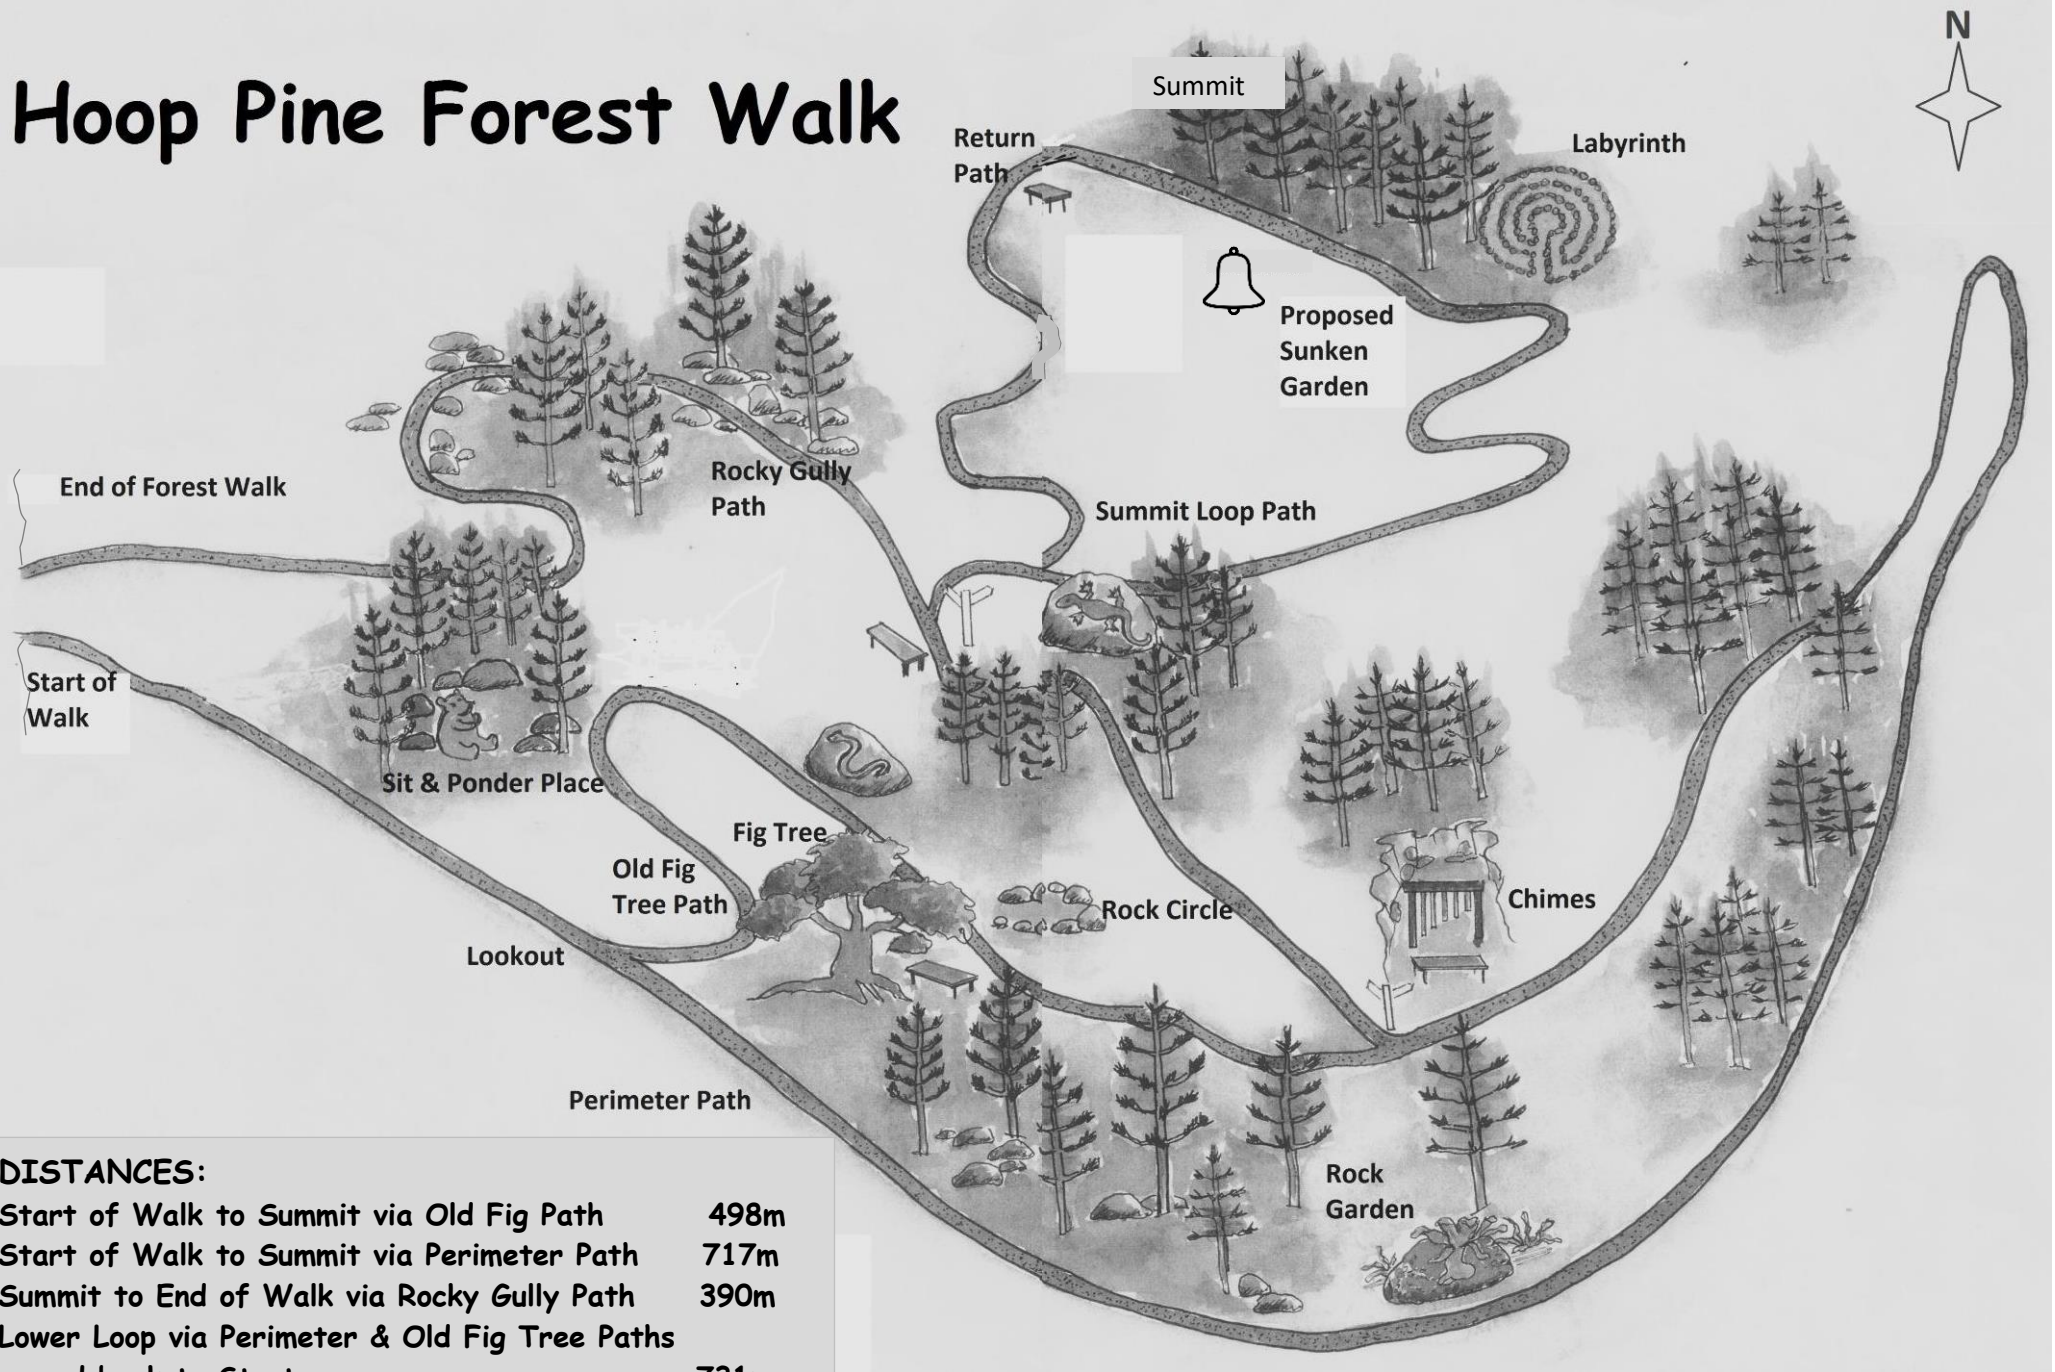 Hoop Pine Forest Walk
N
Summit
Return
Path
Labyrinth
Proposed
Sunken
Garden
End of Forest Walk
Rocky Gully
Path
Summit Loop Path
Start of
Walk
Sit & Ponder Place
Fig Tree
Old Fig
Tree Path
Rock Circle
Chimes
Lookout
Perimeter Path
Rock
Garden
DISTANCES:
Start of Walk to Summit via Old Fig Path 498m
Start of Walk to Summit via Perimeter Path 717m
Summit to End of Walk via Rocky Gully Path 390m
Lower Loop via Perimeter & Old Fig Tree Paths